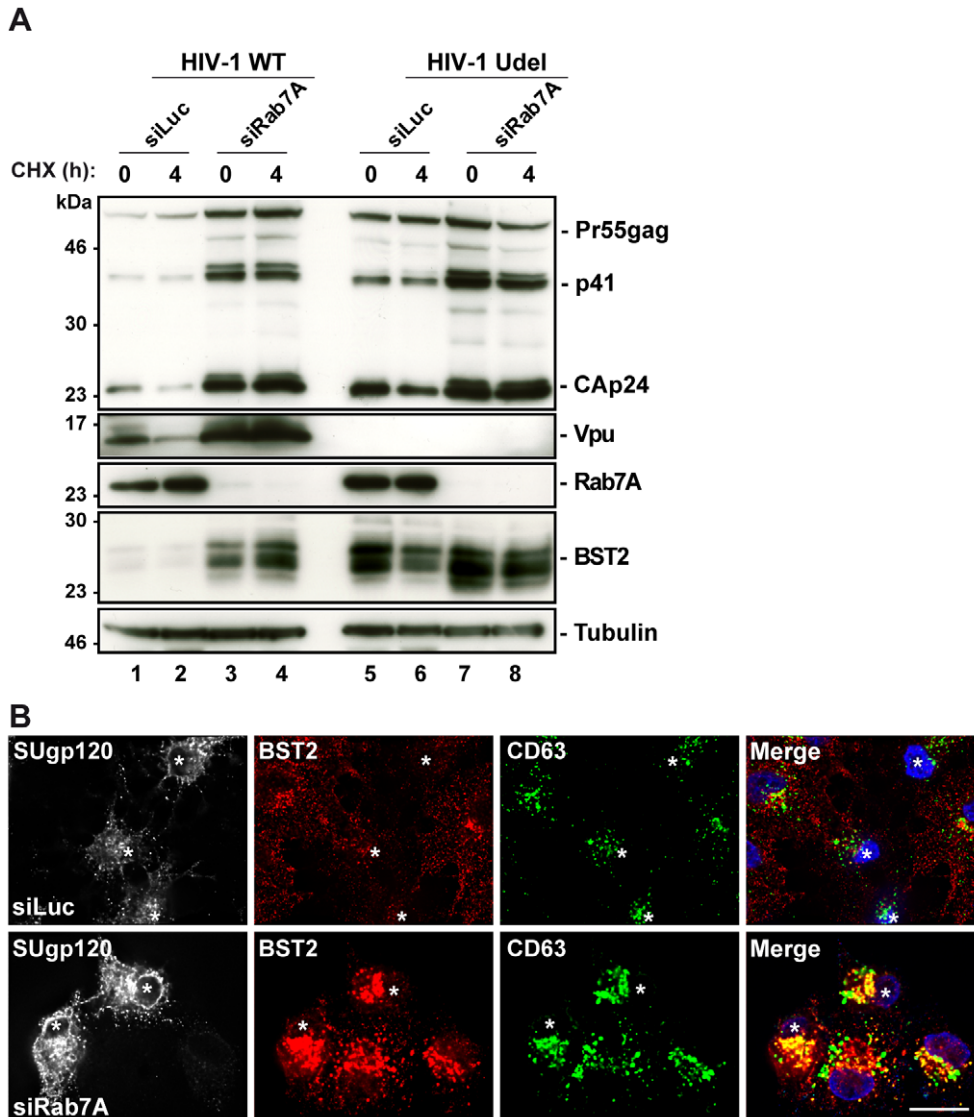 A
HIV-1 WT HIV-1 Udel
siLuc siRab7A siLuc siRab7A
CHX (h): 0 4 0 4 0 4 0 4
kDa
- Pr55gag
46 -
- p41
30 -
- CAp24
23 -
17 -
- Vpu
- Rab7A
23 -
30 -
- BST2
23 -
- Tubulin
46 -
1 2 3 4 5 6 7 8
B
SUgp120 BST2 CD63 Merge
* * * *
* * * *
siLuc * * * *
SUgp120 BST2 CD63 Merge
* * * *
* * * *
siRab7A